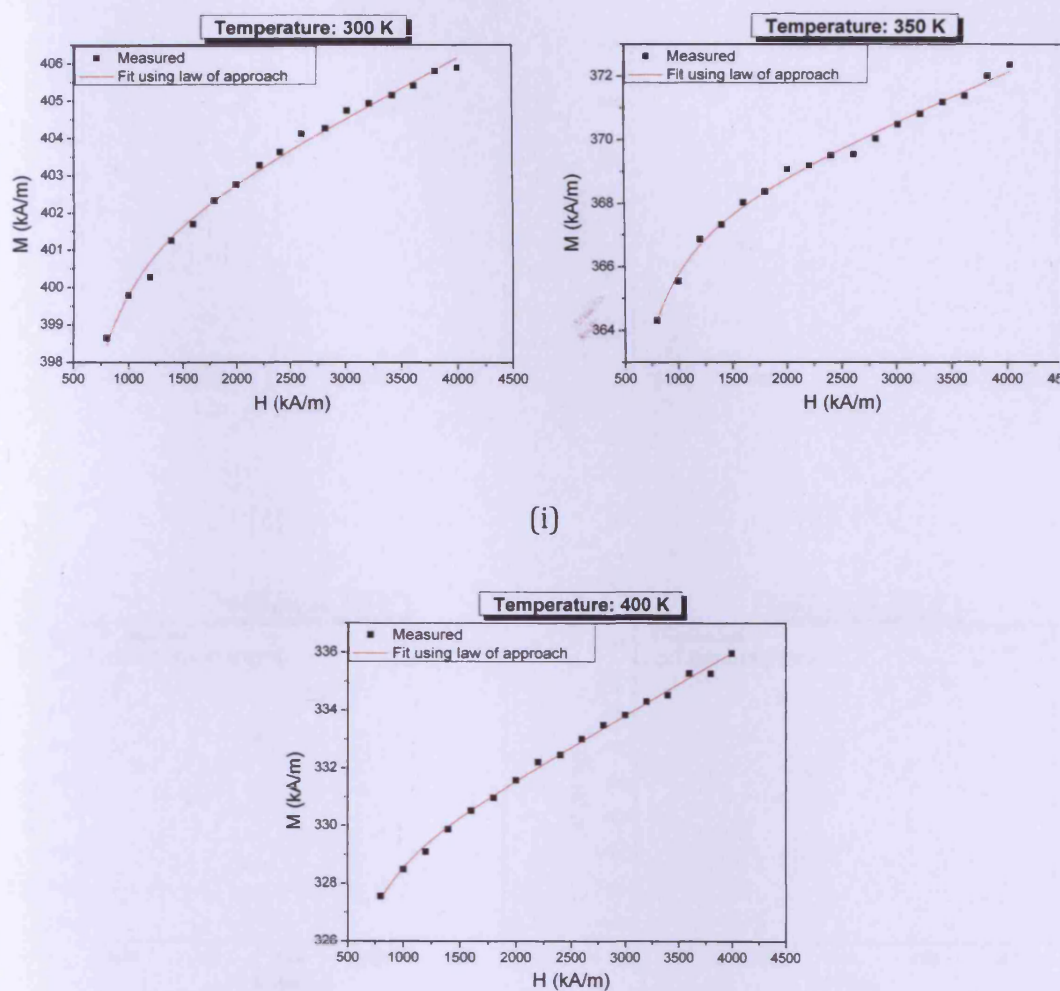 Temperature: 300 K
Measured
Fit using law of approach
406
405
404
403
402
401
400
399
398
M (kA/m)
500 1000 1500 2000 2500 3000 3500 4000 4500
H (kA/m)
Temperature: 350 K
Measured
Fit using law of approach
372
370
368
366
364
M (kA/m)
500 1000 1500 2000 2500 3000 3500 4000 450
H (kA/m)
(i)
Temperature: 400 K
Measured
Fit using law of approach
336
334
332
330
328
326
M (kA/m)
500 1000 1500 2000 2500 3000 3500 4000 4500
H (kA/m)